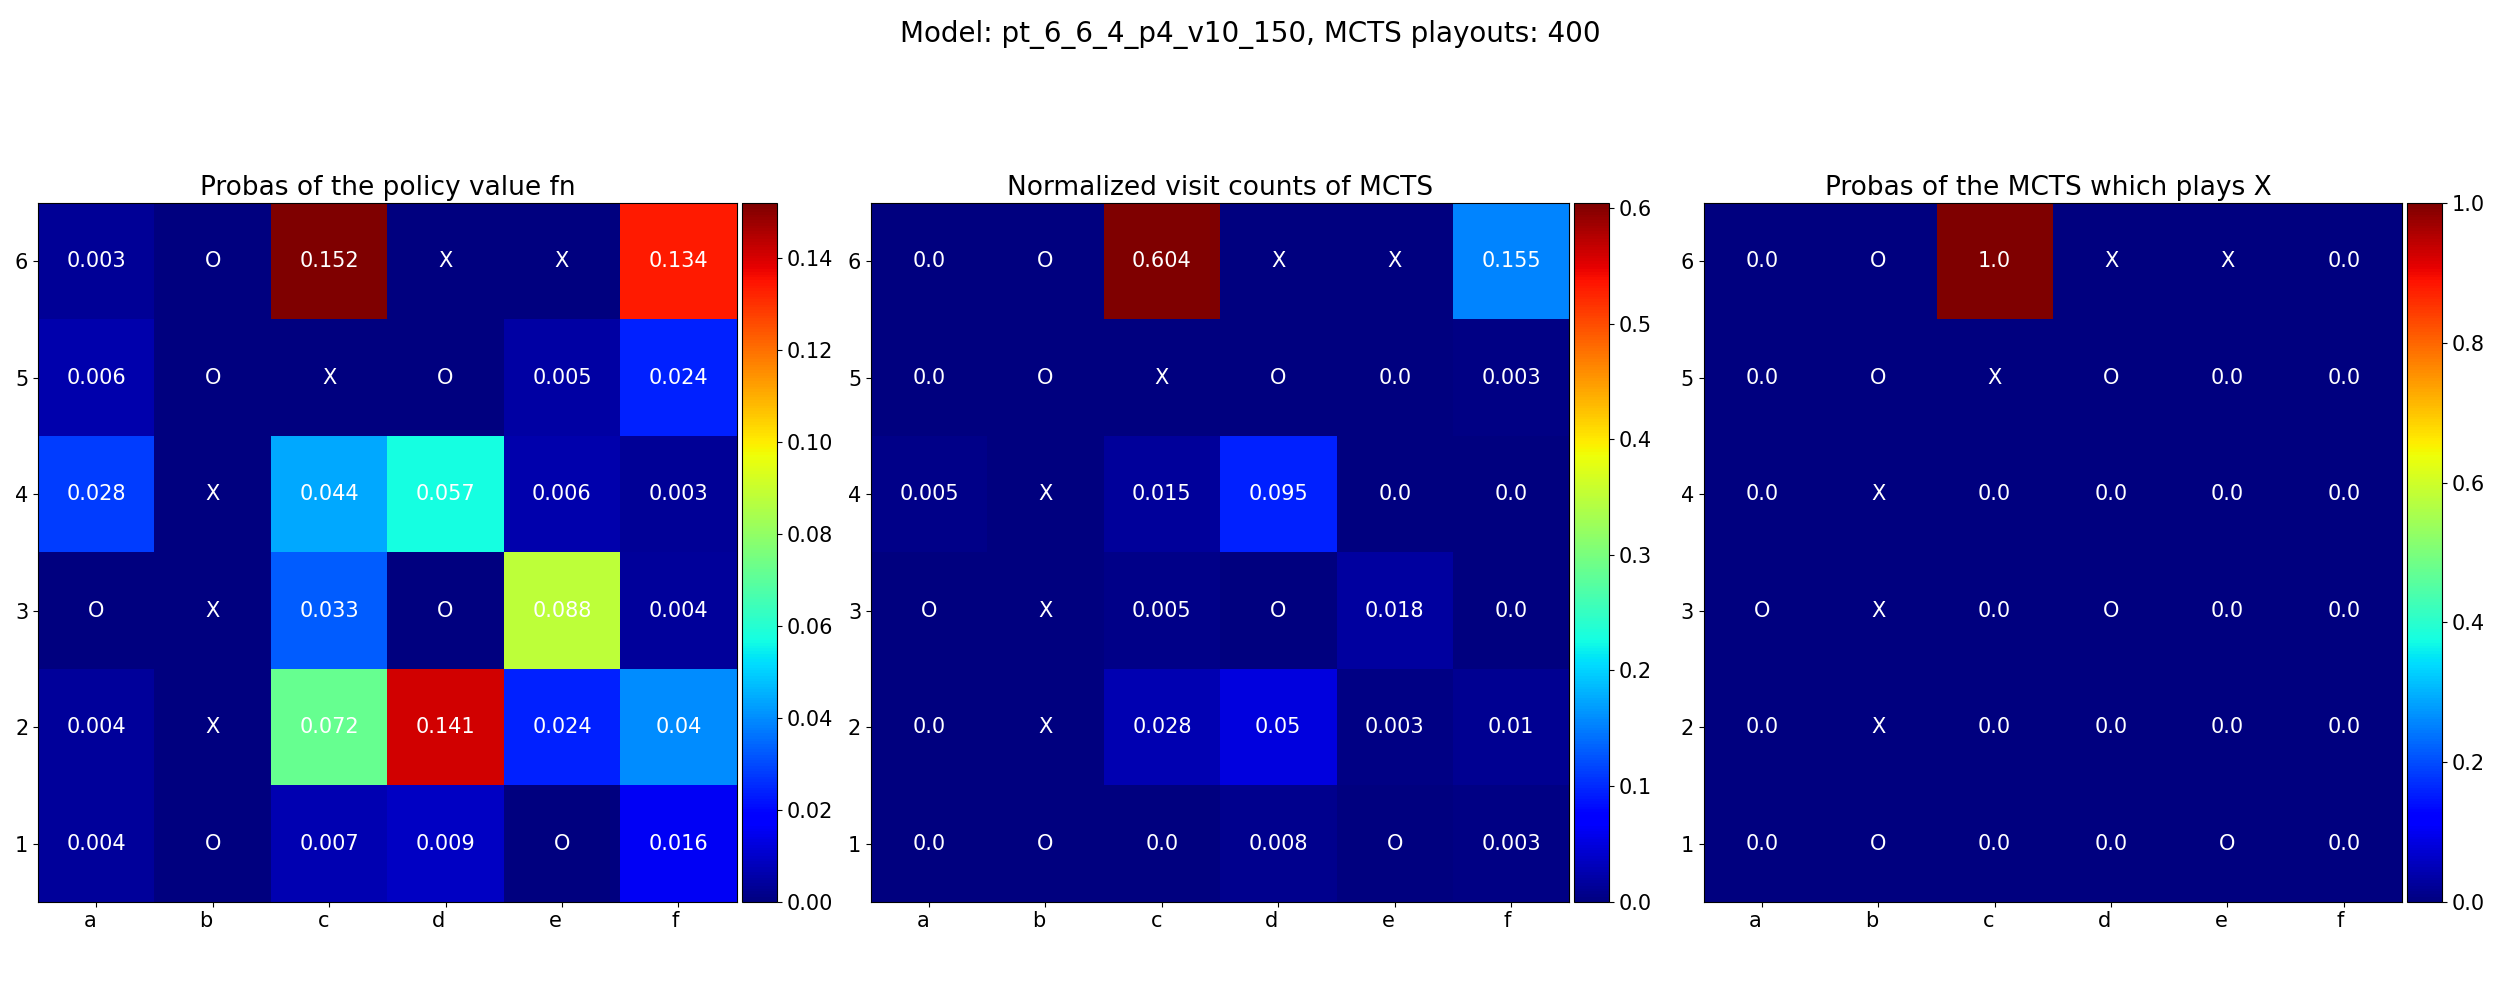 Model: pt_6_6_4_p4_v10_150, MCTS playouts: 400
Probas of the policy value fn
6 0.003 O 0.152 X X 0.134
5 0.006 O X O 0.005 0.024
4 0.028 X 0.044 0.057 0.006 0.003
3 O X 0.033 O 0.088 0.004
2 0.004 X 0.072 0.141 0.024 0.04
1 0.004 O 0.007 0.009 O 0.016
a b c d e f
0.14
0.12
0.10
0.08
0.06
0.04
0.02
0.00
Normalized visit counts of MCTS
6 0.0 O 0.604 X X 0.155
5 0.0 O X O 0.0 0.003
4 0.005 X 0.015 0.095 0.0 0.0
3 O X 0.005 O 0.018 0.0
2 0.0 X 0.028 0.05 0.003 0.01
1 0.0 O 0.0 0.008 O 0.003
a b c d e f
0.6
0.5
0.4
0.3
0.2
0.1
0.0
Probas of the MCTS which plays X
6 0.0 O 1.0 X X 0.0
5 0.0 O X O 0.0 0.0
4 0.0 X 0.0 0.0 0.0 0.0
3 O X 0.0 O 0.0 0.0
2 0.0 X 0.0 0.0 0.0 0.0
1 0.0 O 0.0 0.0 O 0.0
a b c d e f
1.0
0.8
0.6
0.4
0.2
0.0